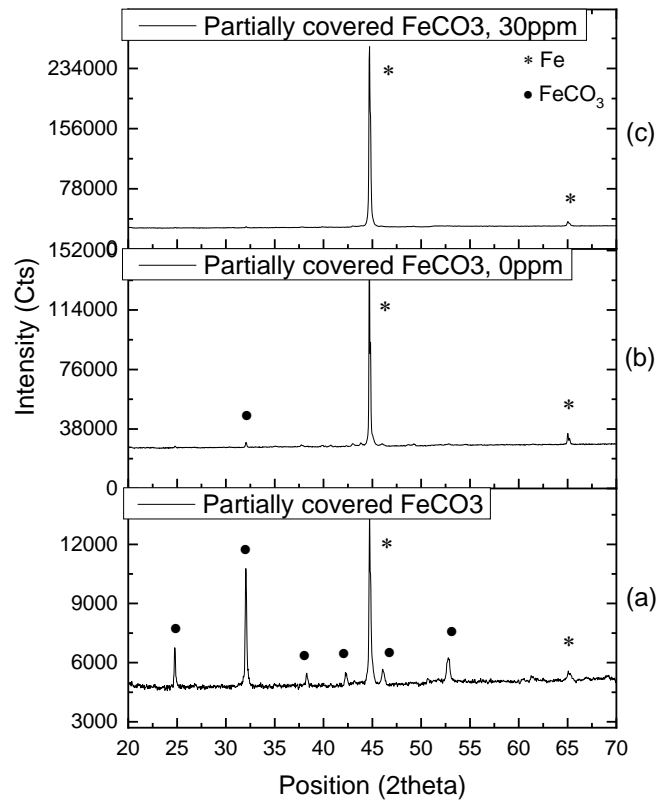 Partially covered FeCO3, 30ppm
* Fe
● FeCO₃
234000
156000
78000
0
*
*
(c)
Partially covered FeCO3, 0ppm
152000
114000
76000
38000
0
*
●
*
(b)
Intensity (Cts)
Partially covered FeCO3
12000
9000
6000
3000
●
●
●
●
*
●
●
*
(a)
20 25 30 35 40 45 50 55 60 65 70
Position (2theta)